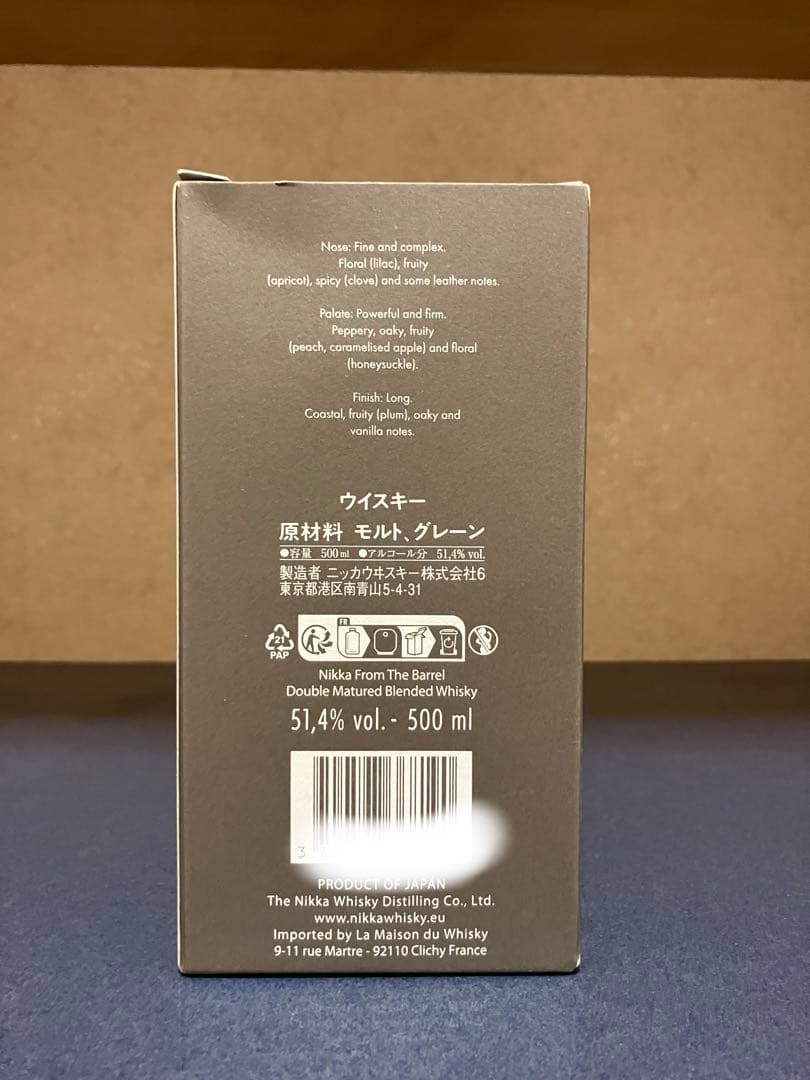 Nose: Fine and complex.
Floral (lilac), fruity
(apricot), spicy (clove) and some leather notes.
Palate: Powerful and firm.
Peppery, oaky, fruity
(peach, caramelised apple) and floral
(honeysuckle).
Finish: Long.
Coastal, fruity (plum), oaky and
vanilla notes.
ウイスキー
原材料 モルト、グレーン
●容量 500ml ●アルコール分 51,4% vol.
製造者 ニッカウヰスキー株式会社6
東京都港区南青山5-4-31
FR
21
PAP
Nikka From The Barrel
Double Matured Blended Whisky
51,4% vol. - 500 ml
3
PRODUCT OF JAPAN
The Nikka Whisky Distilling Co., Ltd.
www.nikkawhisky.eu
Imported by La Maison du Whisky
9-11 rue Martre - 92110 Clichy France